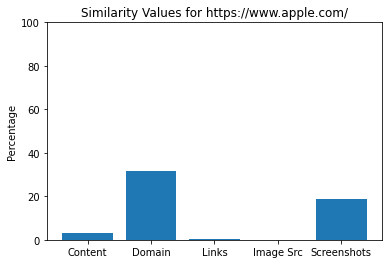 Similarity Values for https://www.apple.com/
Percentage
100
80
60
40
20
0
Content Domain Links Image Src Screenshots